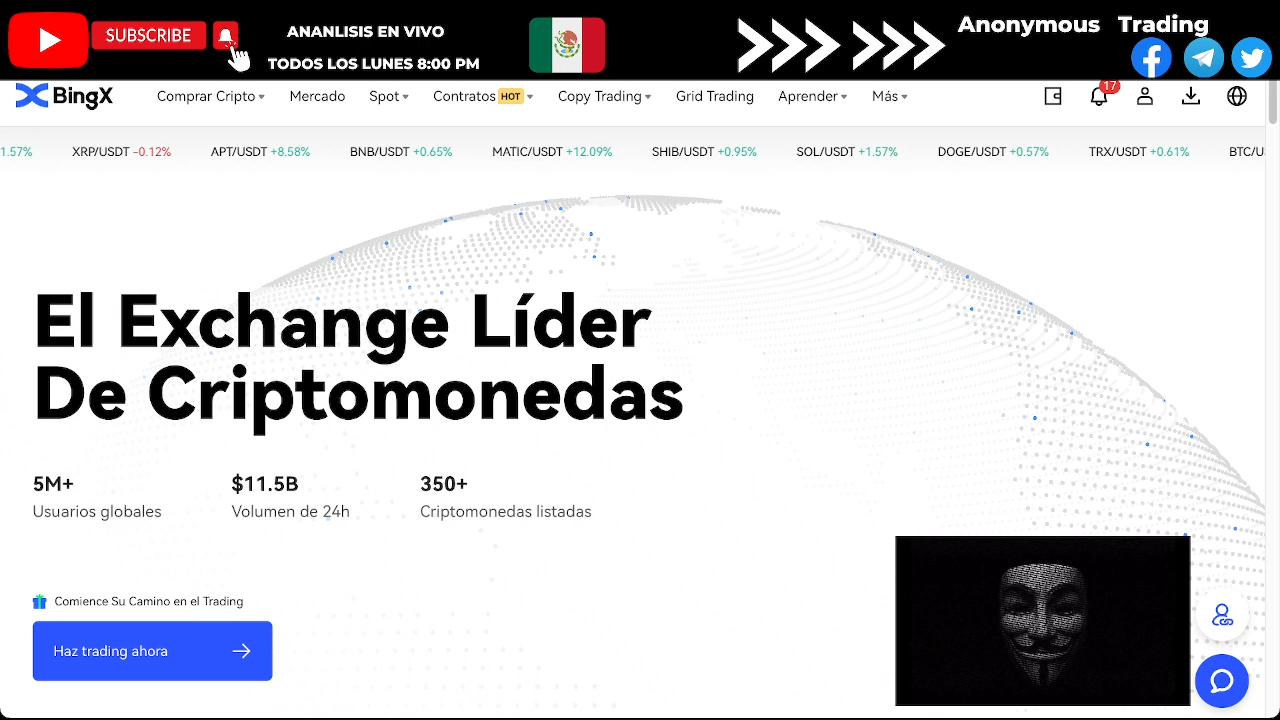 SUBSCRIBE
ANANLISIS EN VIVO
TODOS LOS LUNES 8:00 PM
Anonymous Trading
BingX
Comprar Cripto
Mercado
Spot
Contratos HOT
Copy Trading
Grid Trading
Aprender
Más
17
1.57%
XRP/USDT -0.12%
APT/USDT +8.58%
BNB/USDT +0.65%
MATIC/USDT +12.09%
SHIB/USDT +0.95%
SOL/USDT +1.57%
DOGE/USDT +0.57%
TRX/USDT +0.61%
BTC/U
El Exchange Líder
De Criptomonedas
5M+
Usuarios globales
$11.5B
Volumen de 24h
350+
Criptomonedas listadas
Comience Su Camino en el Trading
Haz trading ahora